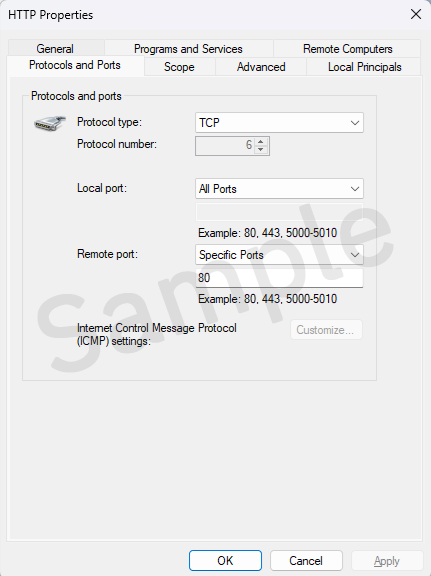 HTTP Properties
General Programs and Services Remote Computers
Protocols and Ports Scope Advanced Local Principals
Protocols and ports
Protocol type: TCP
Protocol number: 6
Local port: All Ports
Example: 80, 443, 5000-5010
Remote port: Specific Ports
80
Example: 80, 443, 5000-5010
Internet Control Message Protocol
(ICMP) settings: Customize...
Sample
OK Cancel Apply